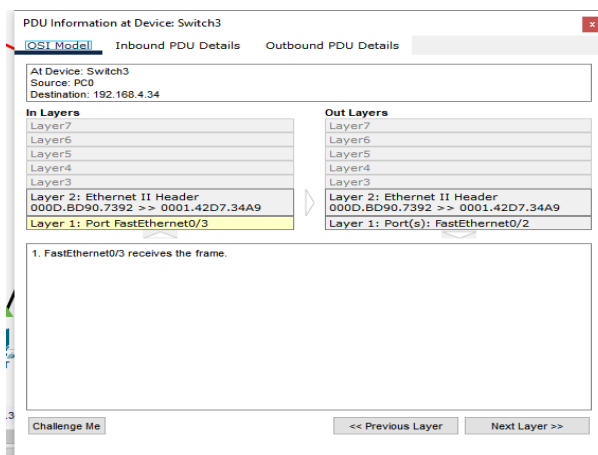 PDU Information at Device: Switch3
x
OSI Model Inbound PDU Details Outbound PDU Details
At Device: Switch3
Source: PC0
Destination: 192.168.4.34
In Layers
Layer7
Layer6
Layer5
Layer4
Layer3
Layer 2: Ethernet II Header
000D.BD90.7392 >> 0001.42D7.34A9
Layer 1: Port FastEthernet0/3
Out Layers
Layer7
Layer6
Layer5
Layer4
Layer3
Layer 2: Ethernet II Header
000D.BD90.7392 >> 0001.42D7.34A9
Layer 1: Port(s): FastEthernet0/2
1. FastEthernet0/3 receives the frame.
Challenge Me
<< Previous Layer
Next Layer >>